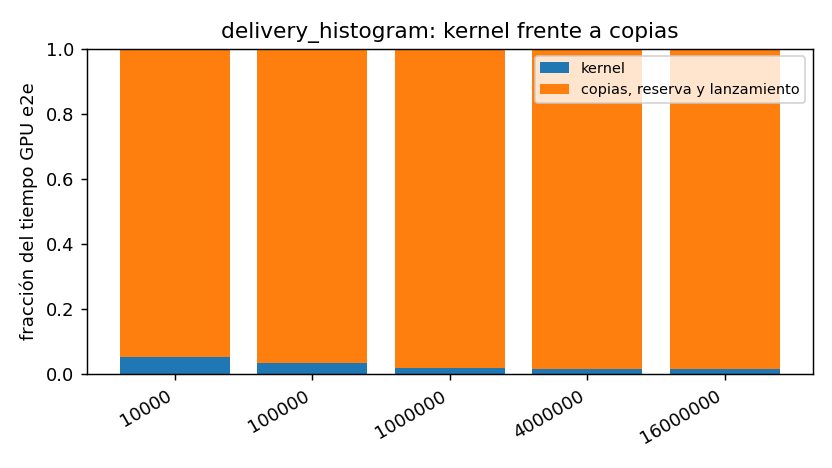 delivery_histogram: kernel frente a copias
kernel
copias, reserva y lanzamiento
fracción del tiempo GPU e2e
1.0
0.8
0.6
0.4
0.2
0.0
10000
100000
1000000
4000000
16000000